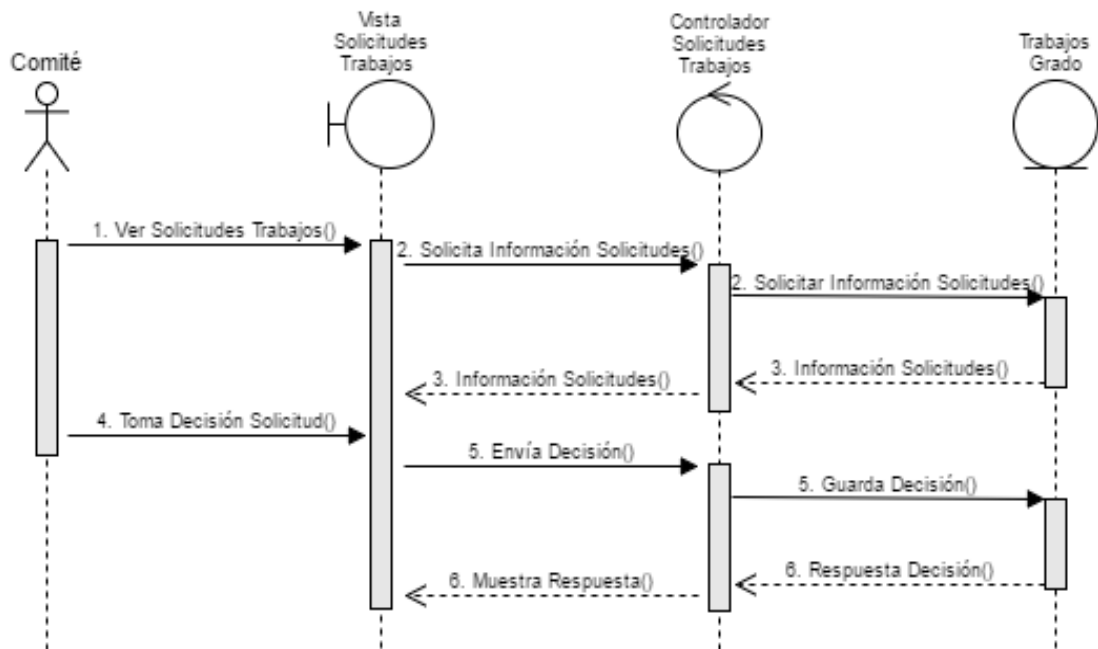 Comité
Vista
Solicitudes
Trabajos
Controlador
Solicitudes
Trabajos
Trabajos
Grado
1. Ver Solicitudes Trabajos()
2. Solicita Información Solicitudes()
2. Solicitar Información Solicitudes()
3. Información Solicitudes()
3. Información Solicitudes()
4. Toma Decisión Solicitud()
5. Envía Decisión()
5. Guarda Decisión()
6. Respuesta Decisión()
6. Muestra Respuesta()